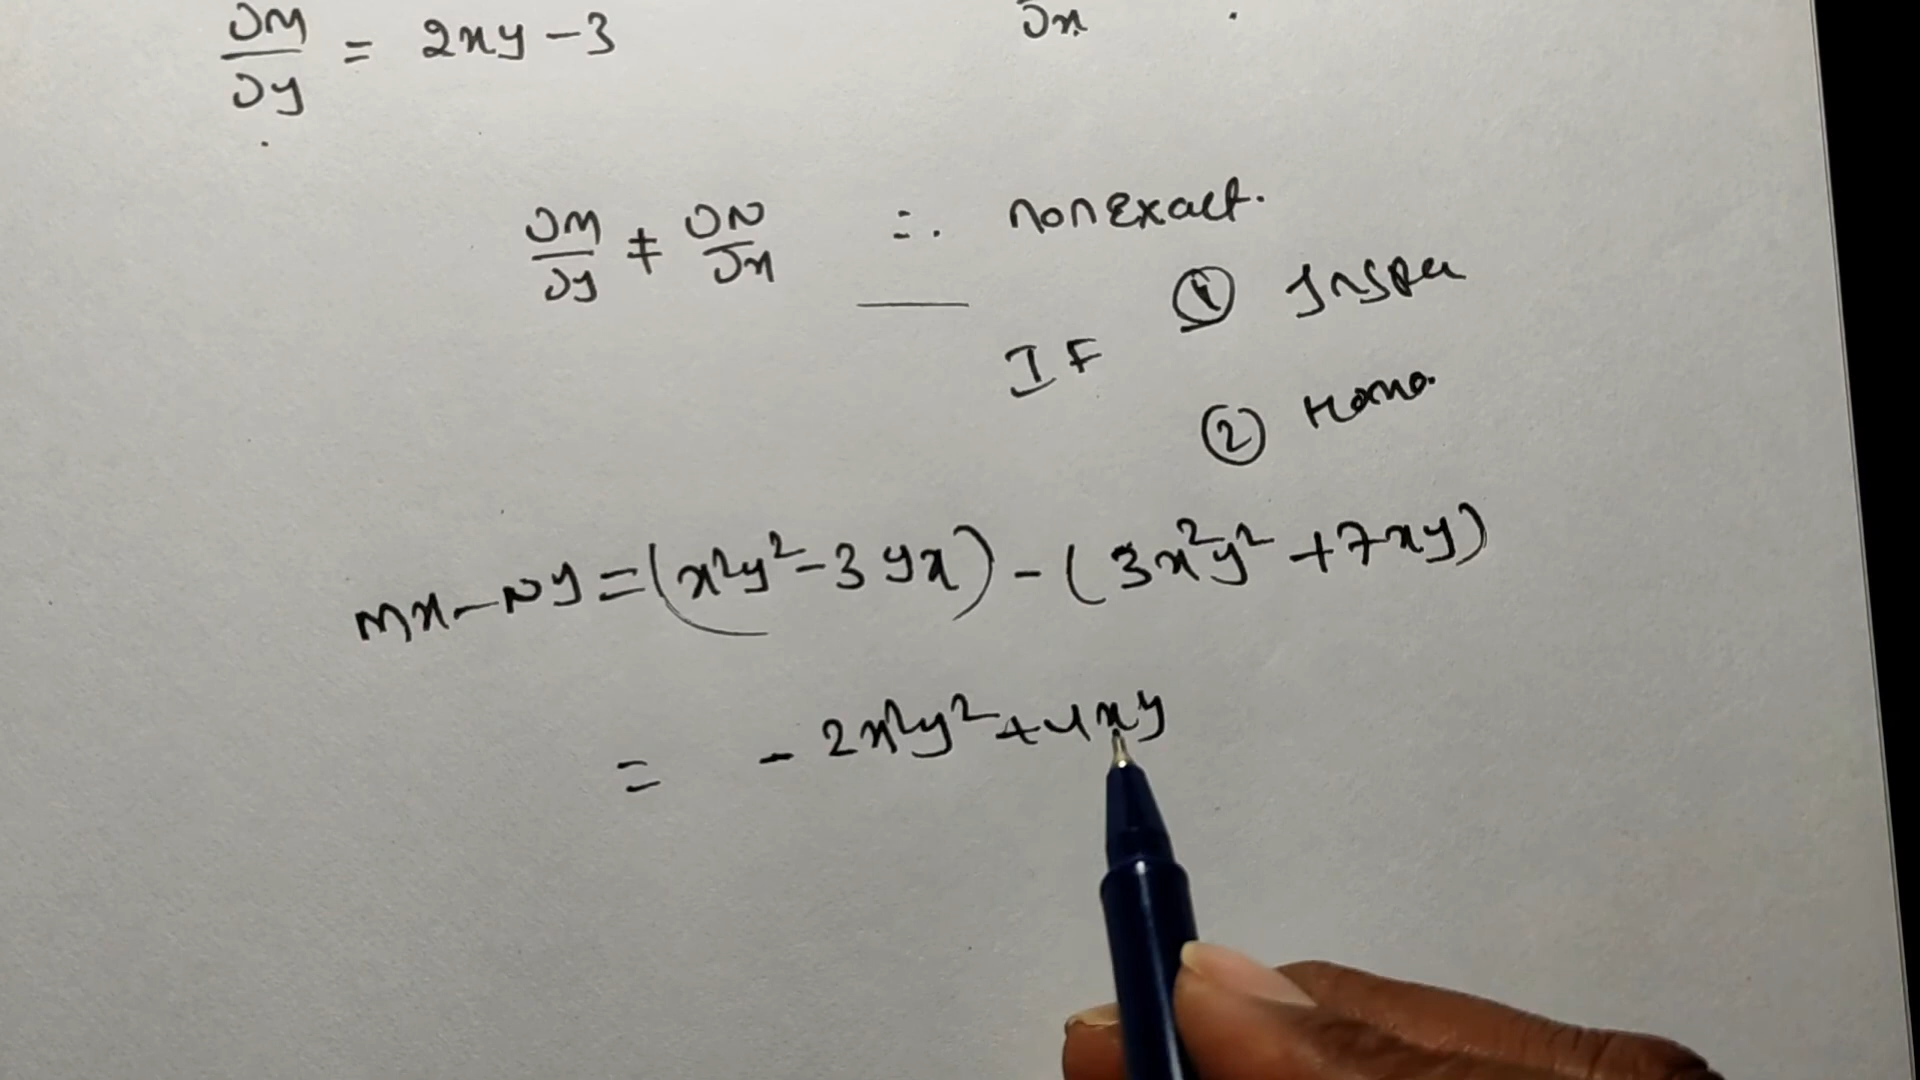 ∂M/∂y = 2xy - 3
∂x
∂M/∂y ≠ ∂N/∂x ∴ nonexact.
① Inspe
IF
② Homo.
Mx - Ny = (x²y² - 3yx) - (3x²y² + 7xy)
= - 2x²y² + 4xy